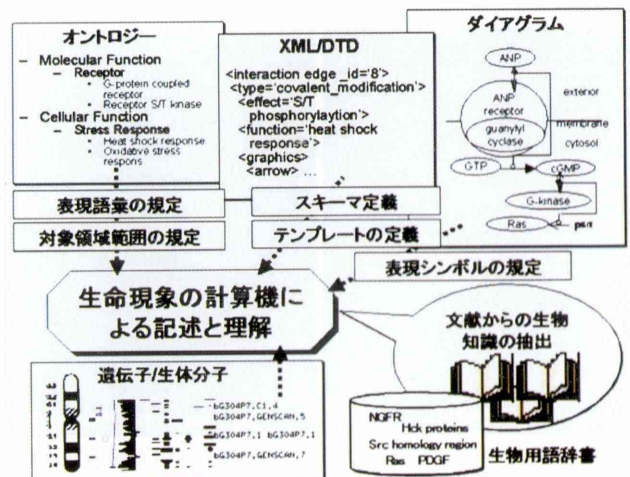 オントロジー
– Molecular Function
– Receptor
• G-protein coupled
receptor
• Receptor S/T kinase
– Cellular Function
– Stress Response
• Heat shock response
• Oxidative stress
respons
XML/DTD
<interaction edge _id='8'>
<type='covalent_modification'>
<effect='S/T
phosphorylaytion'>
<function='heat shock
response'>
<graphics>
<arrow> ...
ダイアグラム
ANP
ANP
receptor
guanylyl
cyclase
exterior
membrane
cytosol
GTP
cGMP
G-kinase
Ras
表現語彙の規定
対象領域範囲の規定
スキーマ定義
テンプレートの定義
表現シンボルの規定
生命現象の計算機に
よる記述と理解
文献からの生物
知識の抽出
遺伝子/生体分子
bG304P7,C1,4
bG304P7,GENSCAN,5
bG304P7,1 bG304P7,1
bG304P7,GENSCAN,7
NGFR
Hck proteins
Src homology region
Ras PDGF
生物用語辞書